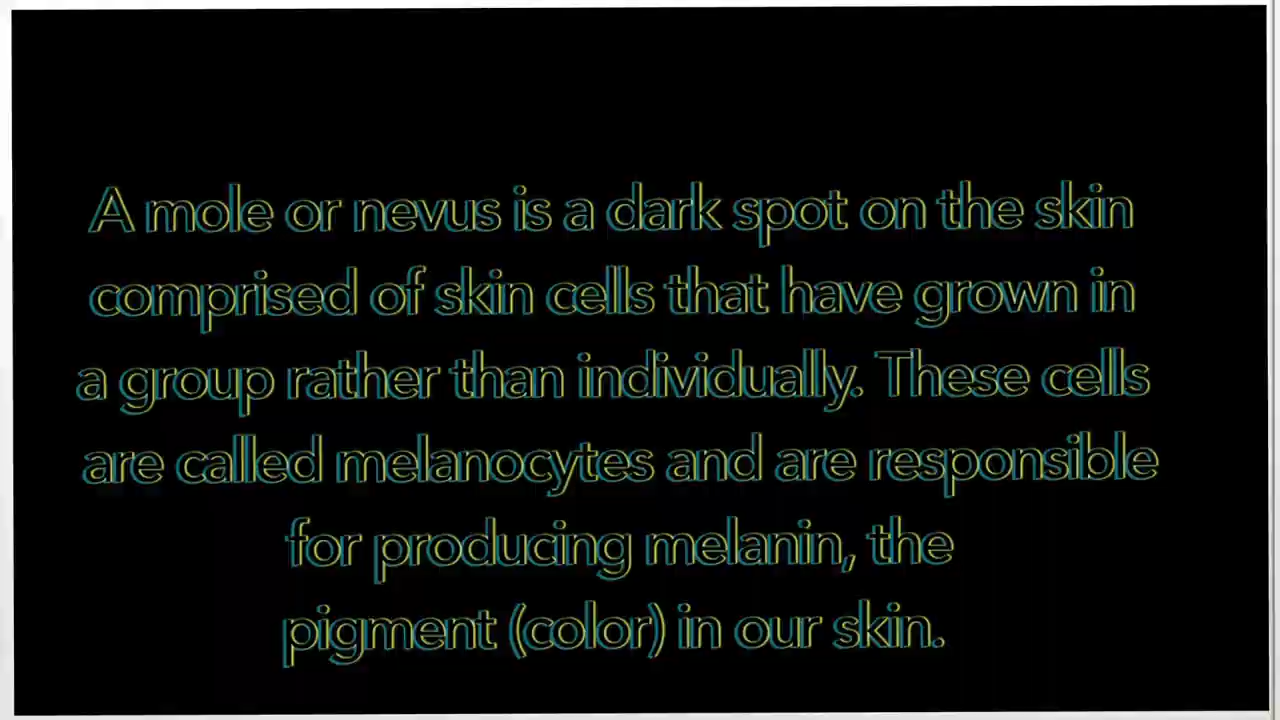 A mole or nevus is a dark spot on the skin
comprised of skin cells that have grown in
a group rather than individually. These cells
are called melanocytes and are responsible
for producing melanin, the
pigment (color) in our skin.